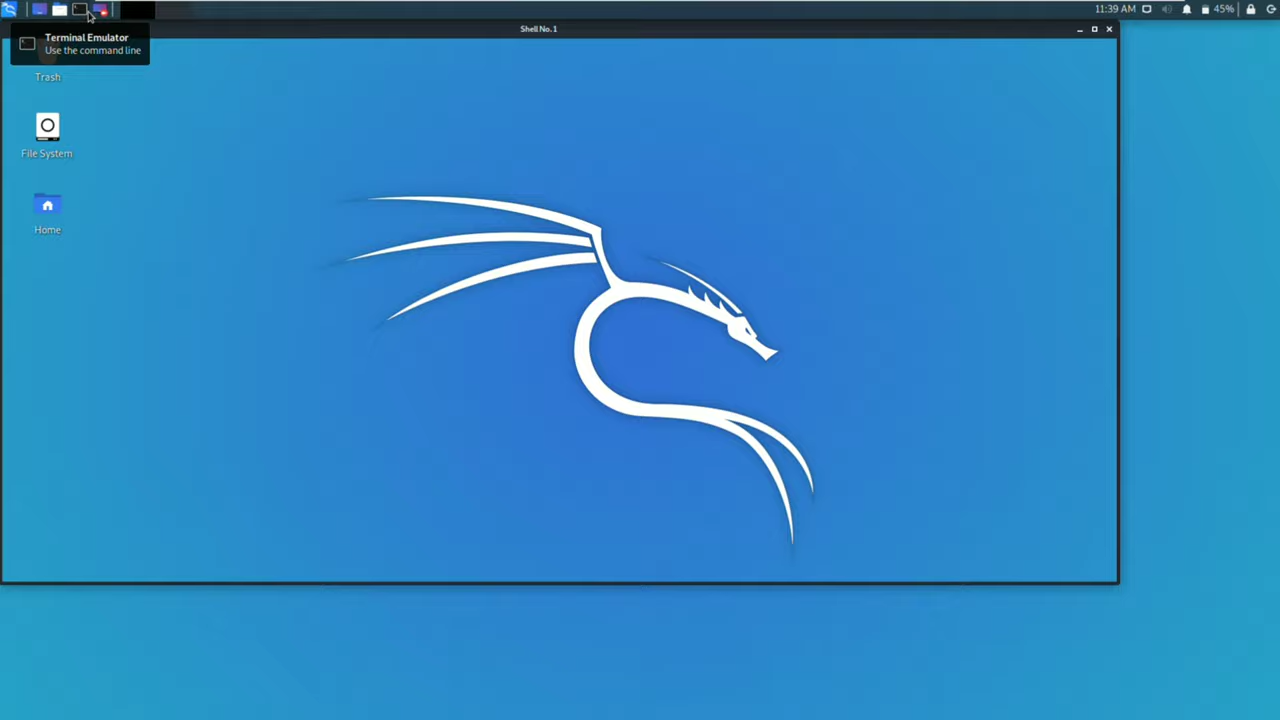 11:39 AM
45%
Shell No. 1
Terminal Emulator
Use the command line
Trash
File System
Home